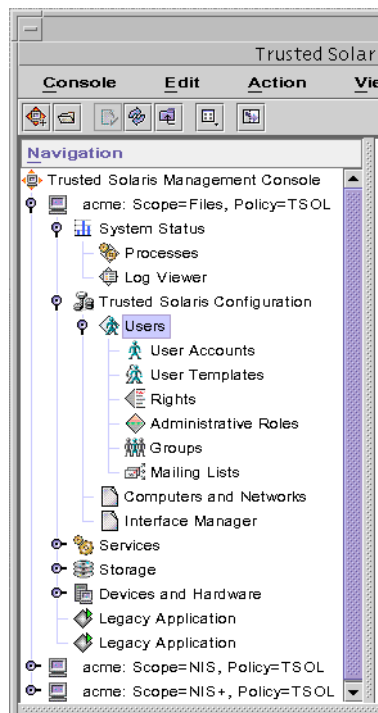 Trusted Solar
Console Edit Action Vie
Navigation
Trusted Solaris Management Console
acme: Scope=Files, Policy=TSOL
System Status
Processes
Log Viewer
Trusted Solaris Configuration
Users
User Accounts
User Templates
Rights
Administrative Roles
Groups
Mailing Lists
Computers and Networks
Interface Manager
Services
Storage
Devices and Hardware
Legacy Application
Legacy Application
acme: Scope=NIS, Policy=TSOL
acme: Scope=NIS+, Policy=TSOL